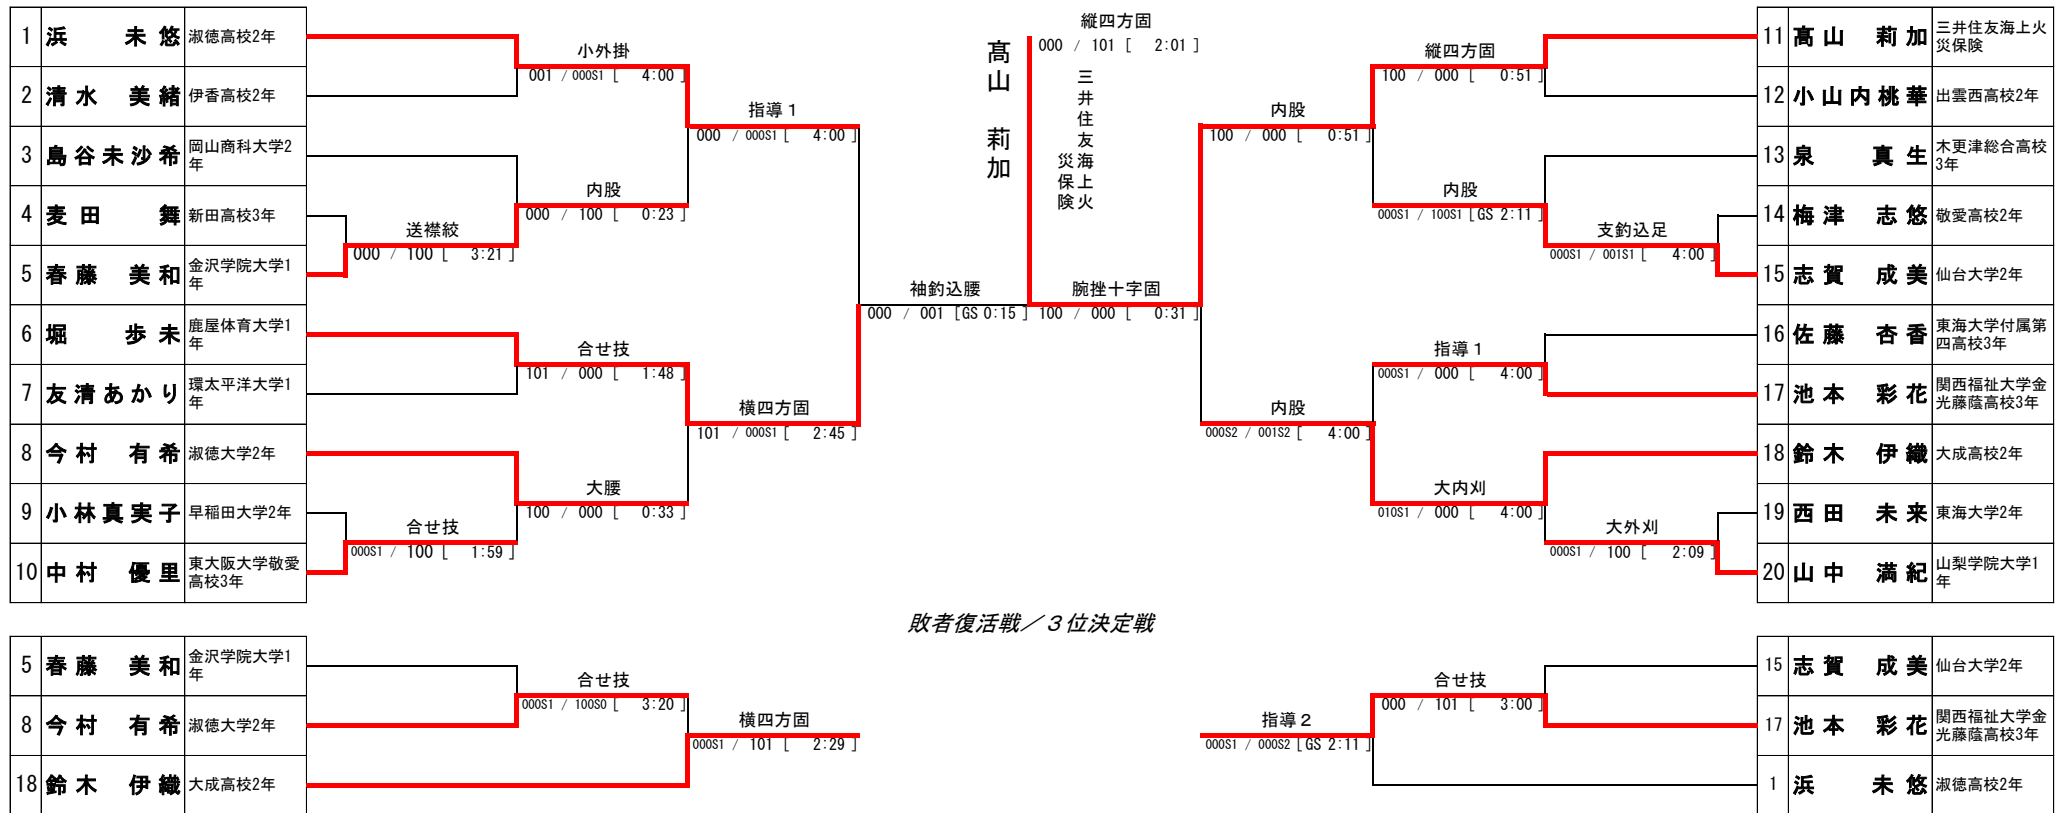 1 浜 未悠 淑徳高校2年
2 清水 美緒 伊香高校2年
3 島谷未沙希 岡山商科大学2年
4 麦田 舞 新田高校3年
5 春藤 美和 金沢学院大学1年
6 堀 歩未 鹿屋体育大学1年
7 友清あかり 環太平洋大学1年
8 今村 有希 淑徳大学2年
9 小林真実子 早稲田大学2年
10 中村 優里 東大阪大学敬愛高校3年
小外掛
001 / 000S1 [ 4:00 ]
送襟絞
000 / 100 [ 3:21 ]
内股
000 / 100 [ 0:23 ]
指導1
000 / 000S1 [ 4:00 ]
合せ技
101 / 000 [ 1:48 ]
合せ技
000S1 / 100 [ 1:59 ]
大腰
100 / 000 [ 0:33 ]
横四方固
101 / 000S1 [ 2:45 ]
袖釣込腰
000 / 001 [GS 0:15 ]
髙山 莉加
三井住友海上火災保険
縦四方固
000 / 101 [ 2:01 ]
腕挫十字固
100 / 000 [ 0:31 ]
内股
100 / 000 [ 0:51 ]
縦四方固
100 / 000 [ 0:51 ]
内股
000S1 / 100S1 [GS 2:11 ]
支釣込足
000S1 / 001S1 [ 4:00 ]
内股
000S2 / 001S2 [ 4:00 ]
指導1
000S1 / 000 [ 4:00 ]
大内刈
010S1 / 000 [ 4:00 ]
大外刈
000S1 / 100 [ 2:09 ]
11 髙山 莉加 三井住友海上火災保険
12 小山内桃華 出雲西高校2年
13 泉 真生 木更津総合高校3年
14 梅津 志悠 敬愛高校2年
15 志賀 成美 仙台大学2年
16 佐藤 杏香 東海大学付属第四高校3年
17 池本 彩花 関西福祉大学金光藤蔭高校3年
18 鈴木 伊織 大成高校2年
19 西田 未来 東海大学2年
20 山中 満紀 山梨学院大学1年
敗者復活戦／３位決定戦
5 春藤 美和 金沢学院大学1年
8 今村 有希 淑徳大学2年
18 鈴木 伊織 大成高校2年
合せ技
000S1 / 100S0 [ 3:20 ]
横四方固
000S1 / 101 [ 2:29 ]
指導2
000S1 / 000S2 [GS 2:11 ]
合せ技
000 / 101 [ 3:00 ]
15 志賀 成美 仙台大学2年
17 池本 彩花 関西福祉大学金光藤蔭高校3年
1 浜 未悠 淑徳高校2年